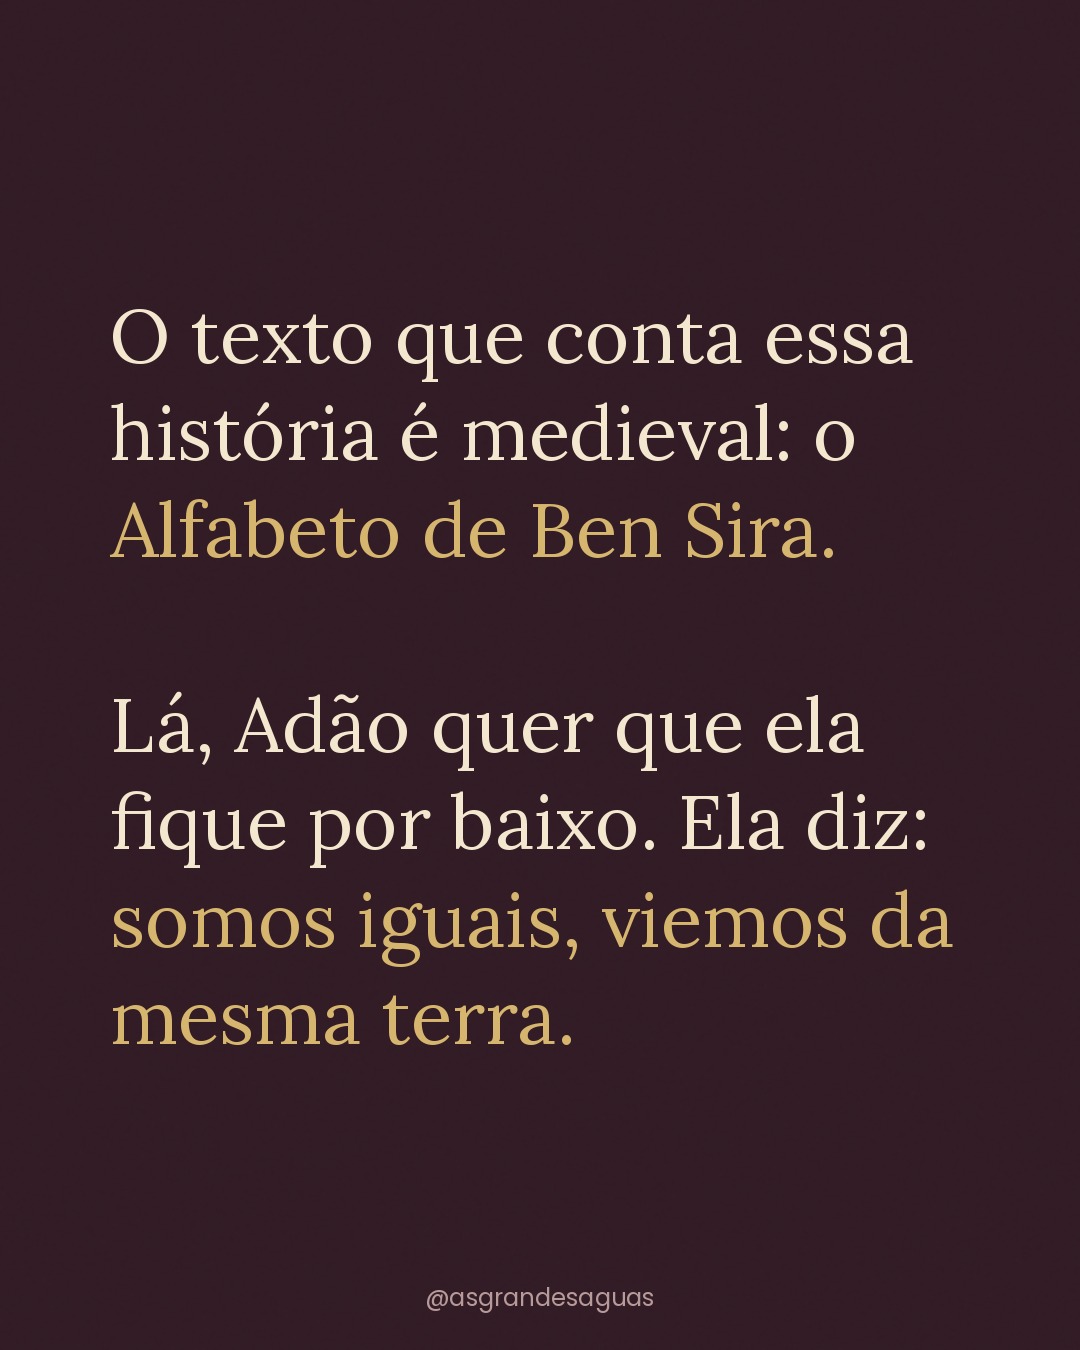 O texto que conta essa
história é medieval: o
Alfabeto de Ben Sira.
Lá, Adão quer que ela
fique por baixo. Ela diz:
somos iguais, viemos da
mesma terra.
@asgrandesaguas